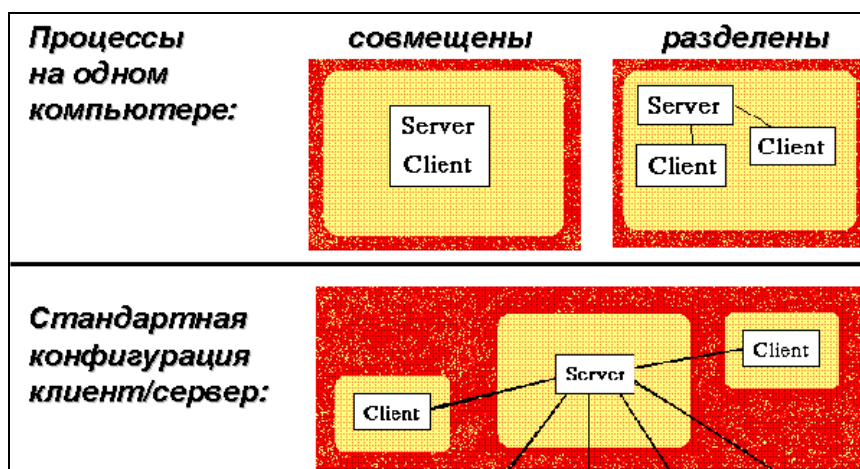 Процессы
на одном
компьютере:
совмещены
разделены
Server
Client
Server
Client
Client
Стандартная
конфигурация
клиент/сервер:
Client
Server
Client